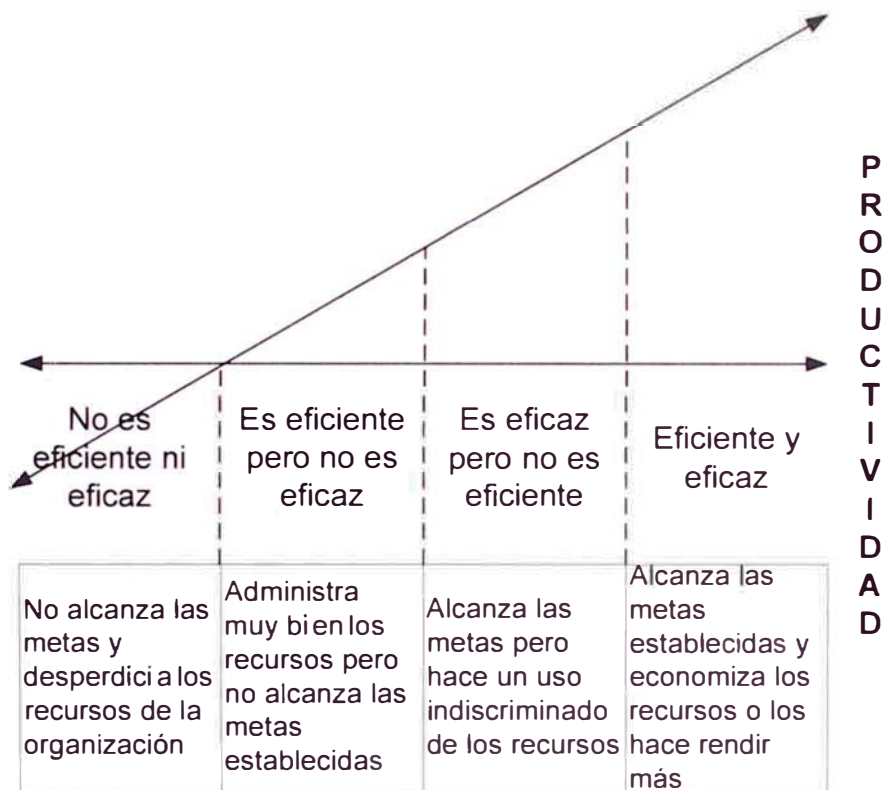 No es
eficiente ni
eficaz
Es eficiente
pero no es
eficaz
Es eficaz
pero no es
eficiente
Eficiente y
eficaz
No alcanza las
metas y
desperdicia los
recursos de la
organización
Administra
muy bien los
recursos pero
no alcanza las
metas
establecidas
Alcanza las
metas pero
hace un uso
indiscriminado
de los recursos
Alcanza las
metas
establecidas y
economiza los
recursos o los
hace rendir
más
P
R
O
D
U
C
T
I
V
I
D
A
D